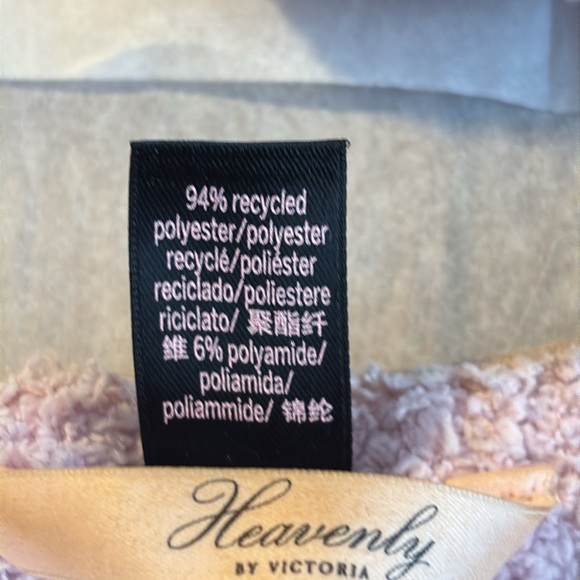 94% recycled
polyester/polyester
recyclé/poliéster
reciclado/poliestere
riciclato/ 聚酯纤
維 6% polyamide/
poliamida/
poliammide/ 锦纶
Heavenly
BY VICTORIA